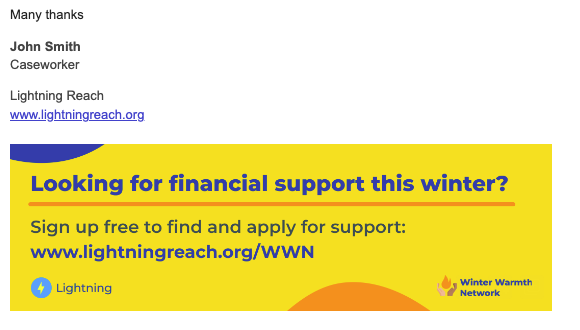 Many thanks
John Smith
Caseworker
Lightning Reach
www.lightningreach.org
Looking for financial support this winter?
Sign up free to find and apply for support:
www.lightningreach.org/WWN
Lightning
Winter Warmth
Network